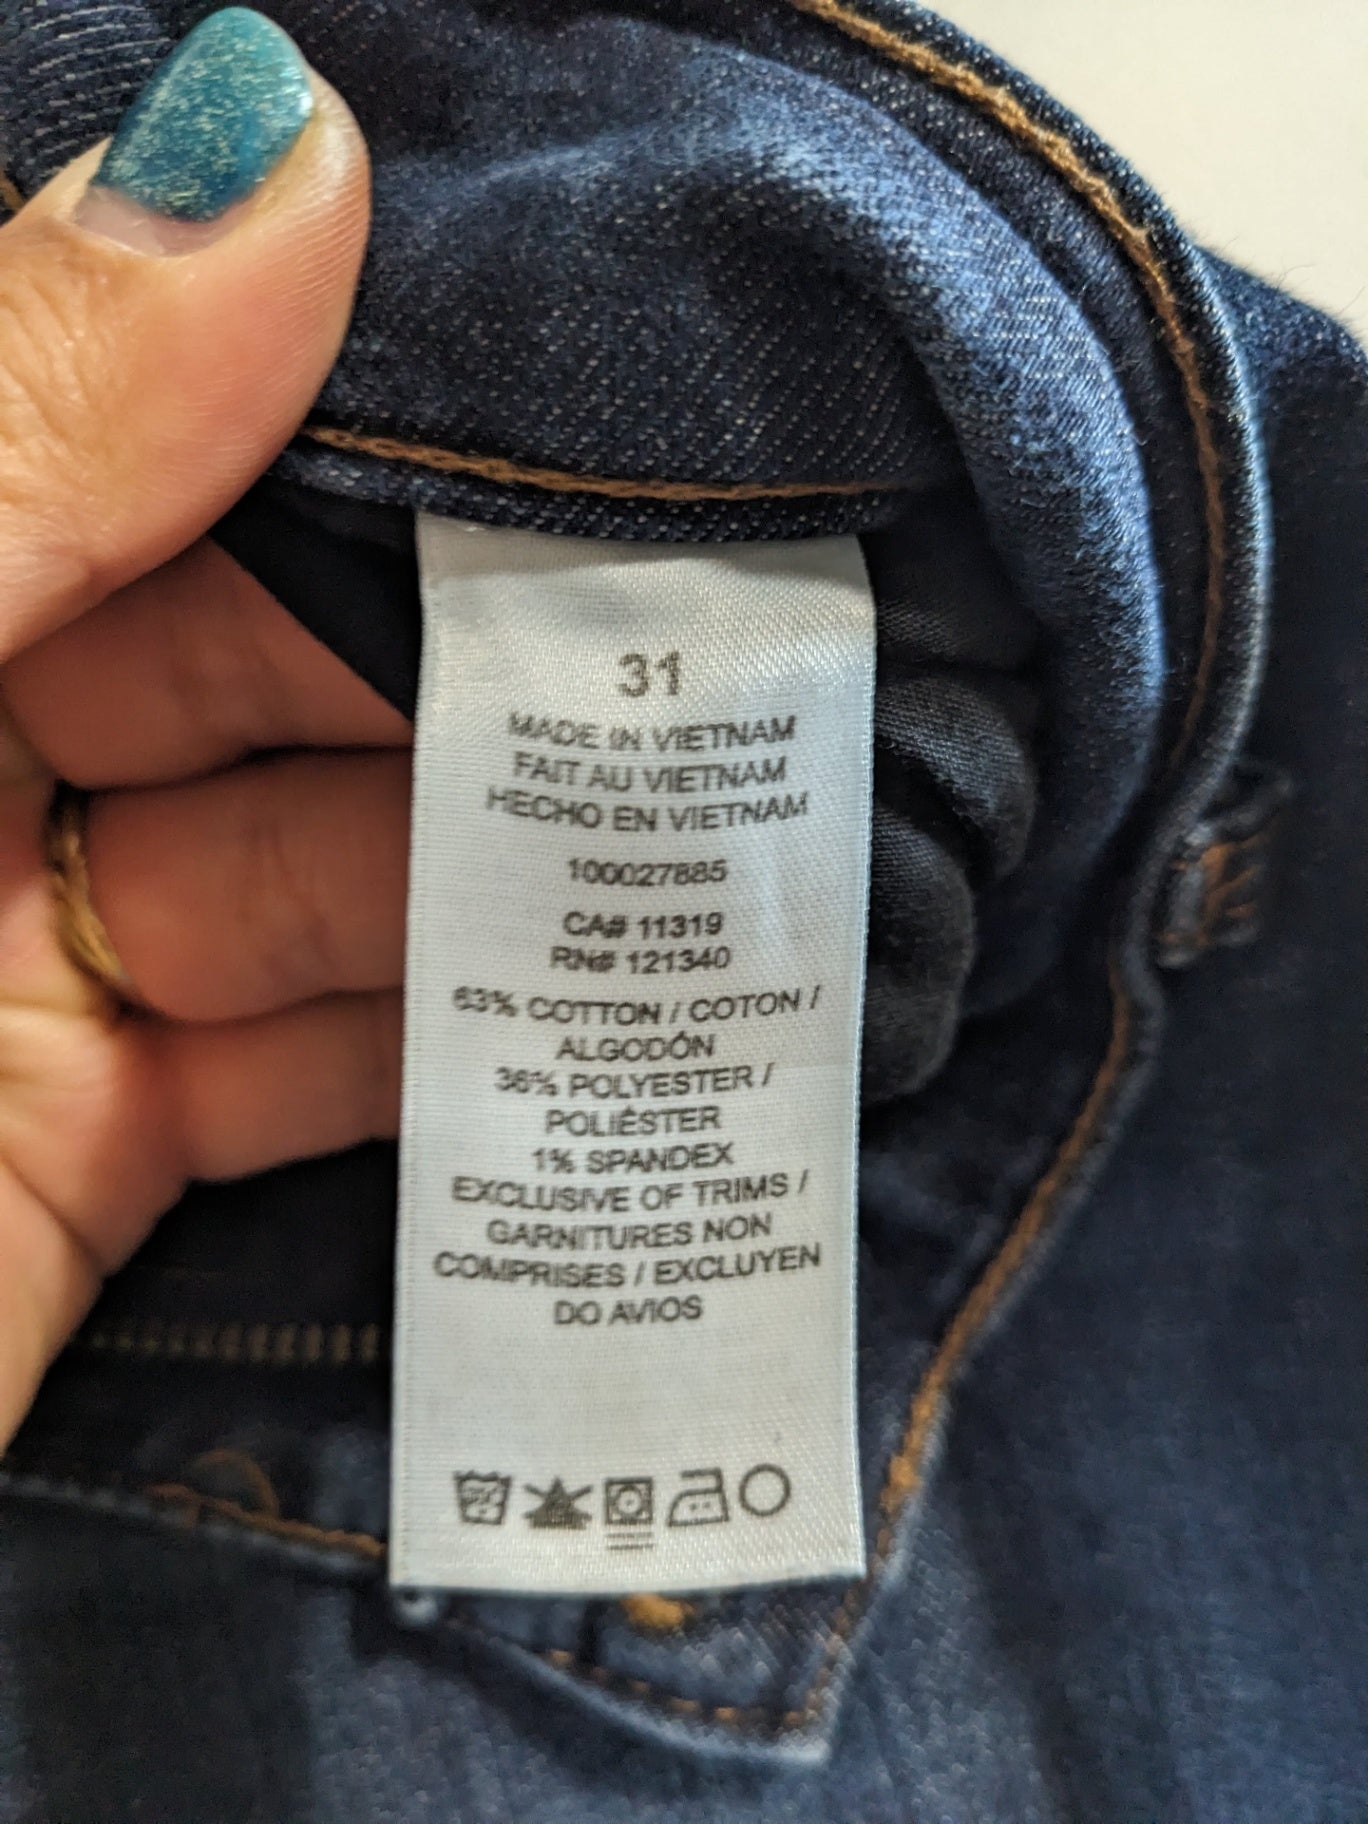 31
MADE IN VIETNAM
FAIT AU VIETNAM
HECHO EN VIETNAM
100027885
CA# 11319
RN# 121340
63% COTTON / COTON /
ALGODÓN
36% POLYESTER /
POLIÉSTER
1% SPANDEX
EXCLUSIVE OF TRIMS /
GARNITURES NON
COMPRISES / EXCLUYEN
DO AVIOS